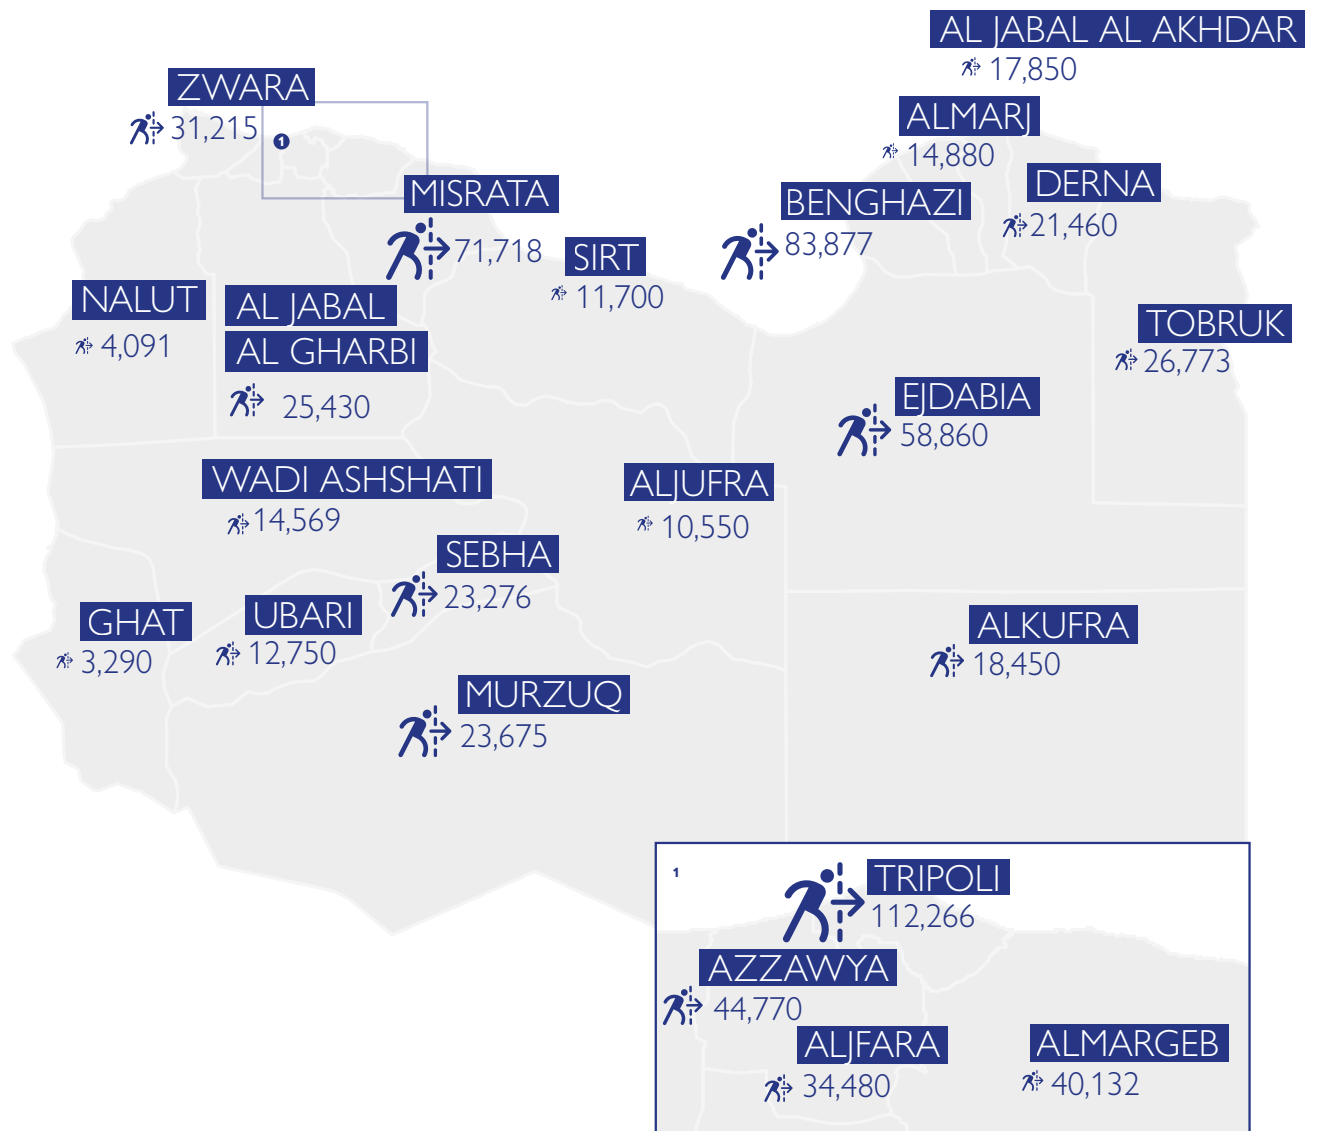 AL JABAL AL AKHDAR
17,850
ZWARA
31,215
1
ALMARJ
14,880
DERNA
21,460
MISRATA
71,718
BENGHAZI
83,877
SIRT
11,700
NALUT
4,091
AL JABAL
AL GHARBI
25,430
TOBRUK
26,773
EJDABIA
58,860
WADI ASHSHATI
14,569
ALJUFRA
10,550
SEBHA
23,276
GHAT
3,290
UBARI
12,750
ALKUFRA
18,450
MURZUQ
23,675
1
TRIPOLI
112,266
AZZAWYA
44,770
ALJFARA
34,480
ALMARGEB
40,132